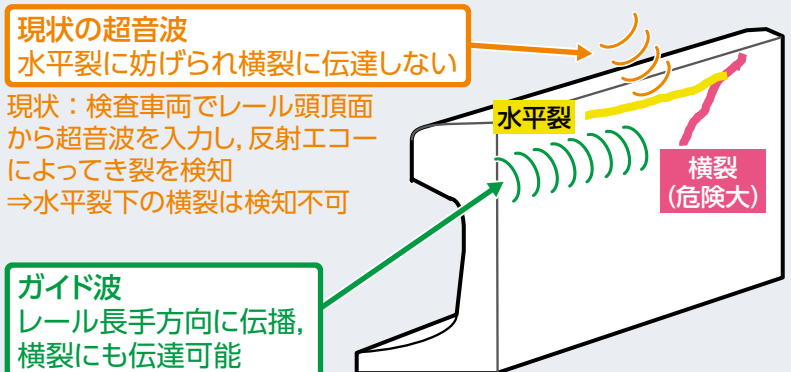 現状の超音波
水平裂に妨げられ横裂に伝達しない
現状：検査車両でレール頭頂面
から超音波を入力し，反射エコー
によってき裂を検知
⇒水平裂下の横裂は検知不可
水平裂
横裂
(危険大)
ガイド波
レール長手方向に伝播，
横裂にも伝達可能